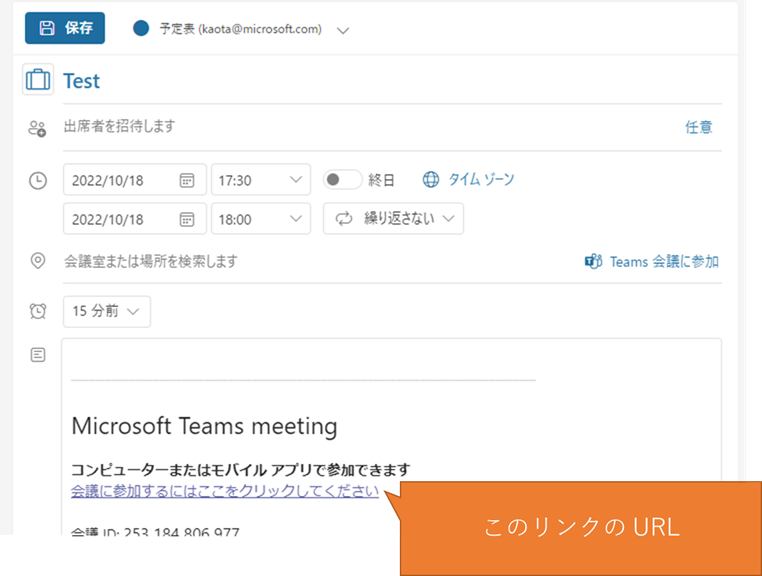 保存 予定表 (kaota@microsoft.com)
Test
出席者を招待します 任意
2022/10/18 17:30 終日 タイム ゾーン
2022/10/18 18:00 繰り返さない
会議室または場所を検索します Teams 会議に参加
15 分前
Microsoft Teams meeting
コンピューターまたはモバイル アプリで参加できます
会議に参加するにはここをクリックしてください
このリンクの URL
会議 ID: 253 184 806 977